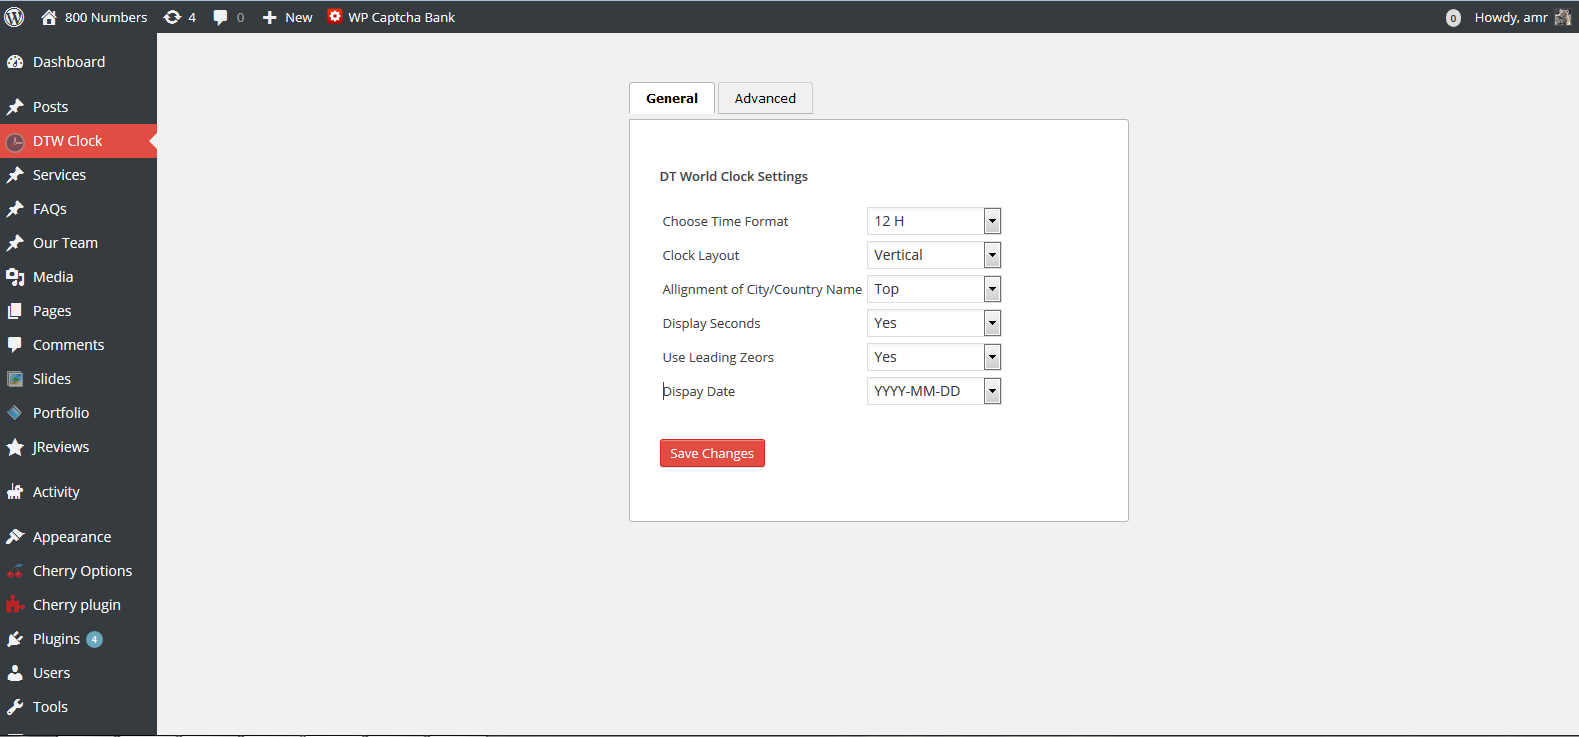 800 Numbers 4 0 New WP Captcha Bank 0 Howdy, amr
Dashboard
Posts
DTW Clock
Services
FAQs
Our Team
Media
Pages
Comments
Slides
Portfolio
JReviews
Activity
Appearance
Cherry Options
Cherry plugin
Plugins 4
Users
Tools
General Advanced
DT World Clock Settings
Choose Time Format 12 H
Clock Layout Vertical
Allignment of City/Country Name Top
Display Seconds Yes
Use Leading Zeors Yes
Dispay Date YYYY-MM-DD
Save Changes